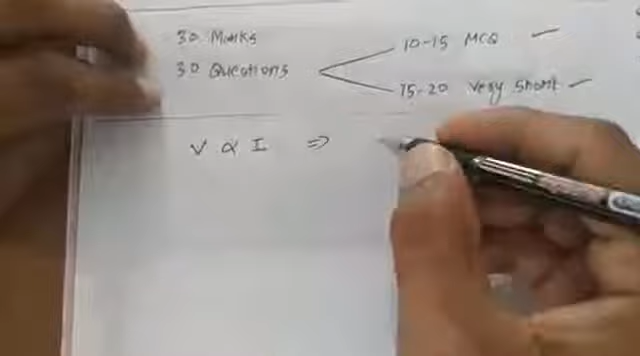 30 Marks
30 Questions
10-15 MCQ
15-20 Very Short
V ∝ I ⇒